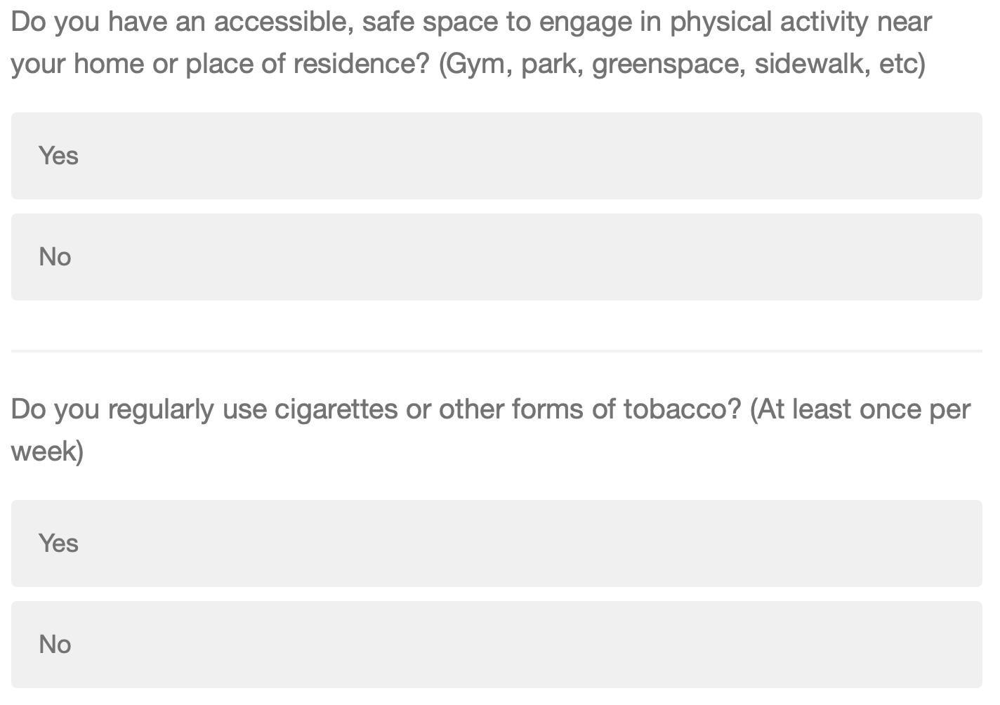 Do you have an accessible, safe space to engage in physical activity near
your home or place of residence? (Gym, park, greenspace, sidewalk, etc)
Yes
No
Do you regularly use cigarettes or other forms of tobacco? (At least once per
week)
Yes
No